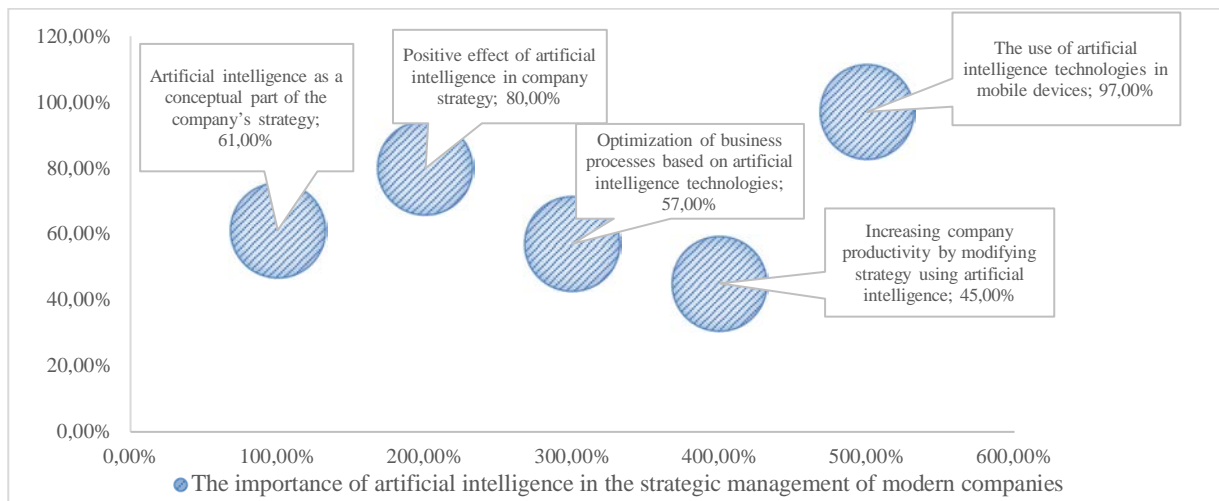 120,00%
100,00%
80,00%
60,00%
40,00%
20,00%
0,00%
Artificial intelligence as a
conceptual part of the
company’s strategy;
61,00%
Positive effect of artificial
intelligence in company
strategy; 80,00%
Optimization of business
processes based on artificial
intelligence technologies;
57,00%
The use of artificial
intelligence technologies in
mobile devices; 97,00%
Increasing company
productivity by modifying
strategy using artificial
intelligence; 45,00%
0,00% 100,00% 200,00% 300,00% 400,00% 500,00% 600,00%
The importance of artificial intelligence in the strategic management of modern companies